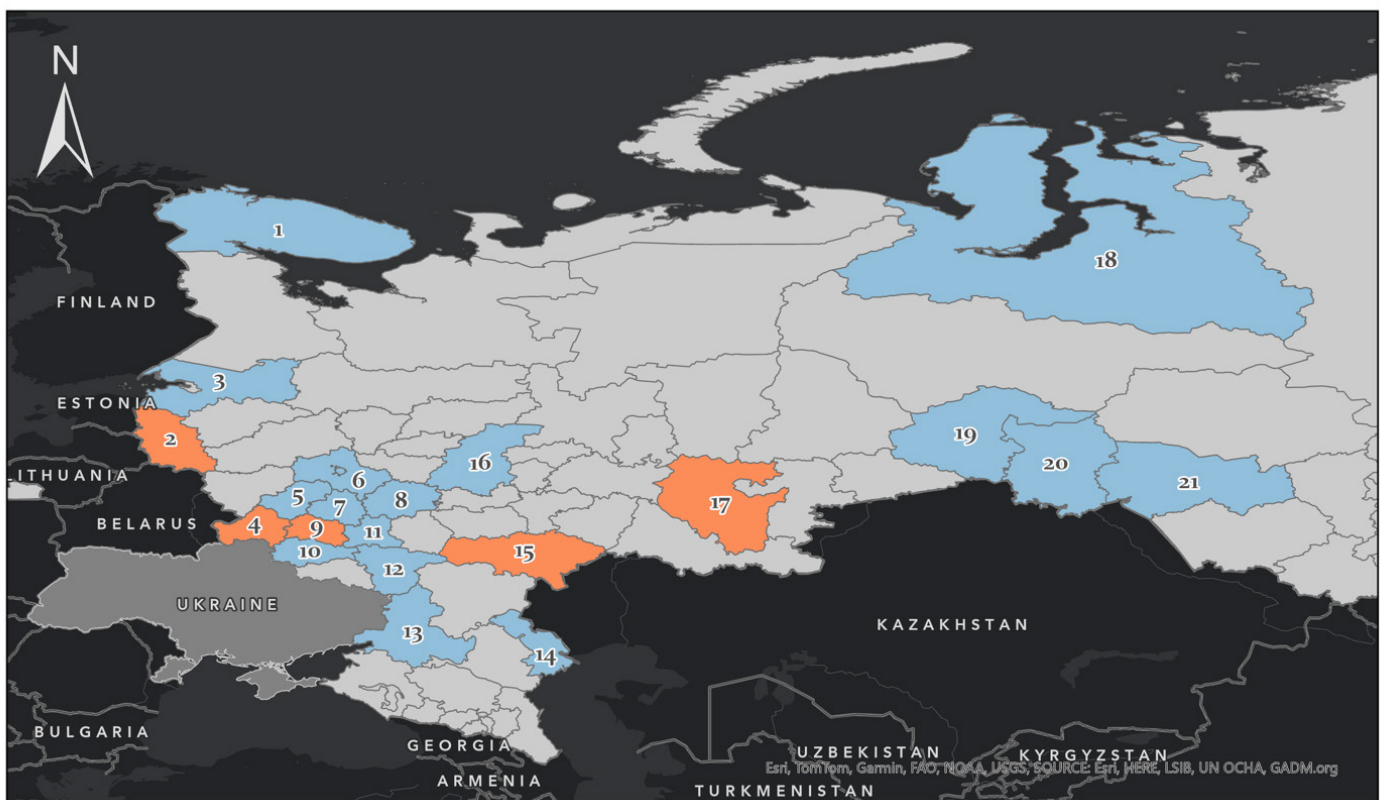 N
1
18
FINLAND
3
ESTONIA
2
19
16
20
LITHUANIA
6
21
5
7
8
17
BELARUS
4
9
11
10
15
12
UKRAINE
13
KAZAKHSTAN
14
BULGARIA
GEORGIA
UZBEKISTAN
KYRGYZSTAN
Esri, TomTom, Garmin, FAO, NOAA, USGS, SOURCE: Esri, HERE, LSIB, UN OCHA, GADM.org
ARMENIA
TURKMENISTAN